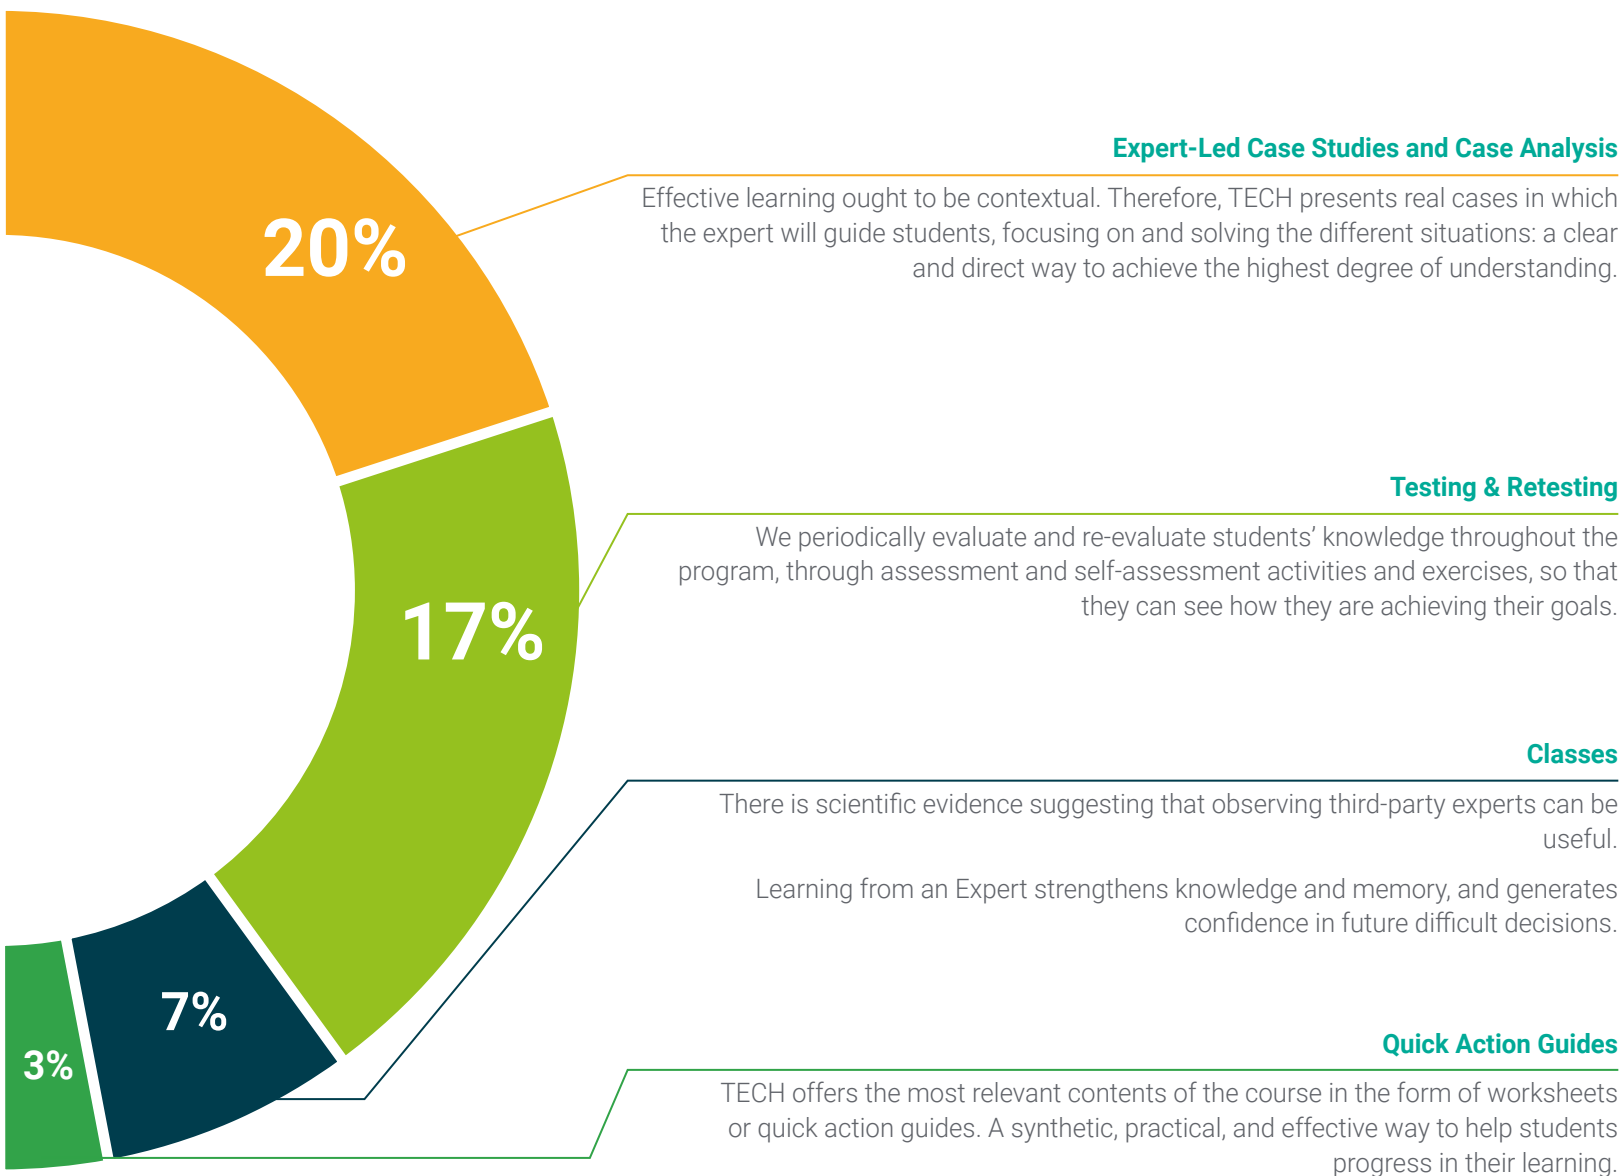 Expert-Led Case Studies and Case Analysis
Effective learning ought to be contextual. Therefore, TECH presents real cases in which
the expert will guide students, focusing on and solving the different situations: a clear
and direct way to achieve the highest degree of understanding.
20%
Testing & Retesting
We periodically evaluate and re-evaluate students’ knowledge throughout the
program, through assessment and self-assessment activities and exercises, so that
they can see how they are achieving their goals.
17%
Classes
There is scientific evidence suggesting that observing third-party experts can be
useful.
Learning from an Expert strengthens knowledge and memory, and generates
confidence in future difficult decisions.
7%
Quick Action Guides
TECH offers the most relevant contents of the course in the form of worksheets
or quick action guides. A synthetic, practical, and effective way to help students
progress in their learning.
3%